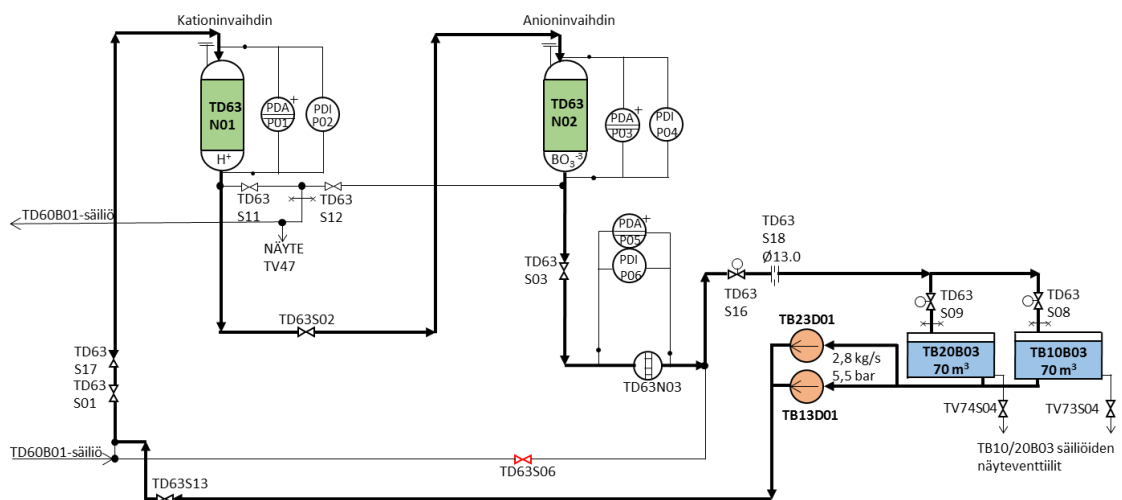 Kationinvaihdin
Anioninvaihdin
TD63
N01
H⁺
PDA
P01
+
PDI
P02
TD63
N02
BO₃⁻³
PDA
P03
+
PDI
P04
TD63
S11
TD63
S12
TD60B01-säiliö
NÄYTE
TV47
PDA
P05
+
PDI
P06
TD63
S03
TD63
S18
Ø13.0
TD63
S16
TD63
S09
TD63
S08
TD63S02
TB23D01
2,8 kg/s
5,5 bar
TB13D01
TB20B03
70 m³
TB10B03
70 m³
TD63
S17
TD63
S01
TD63N03
TV74S04
TV73S04
TB10/20B03 säiliöiden
näyteventtiilit
TD60B01-säiliö
TD63S06
TD63S13